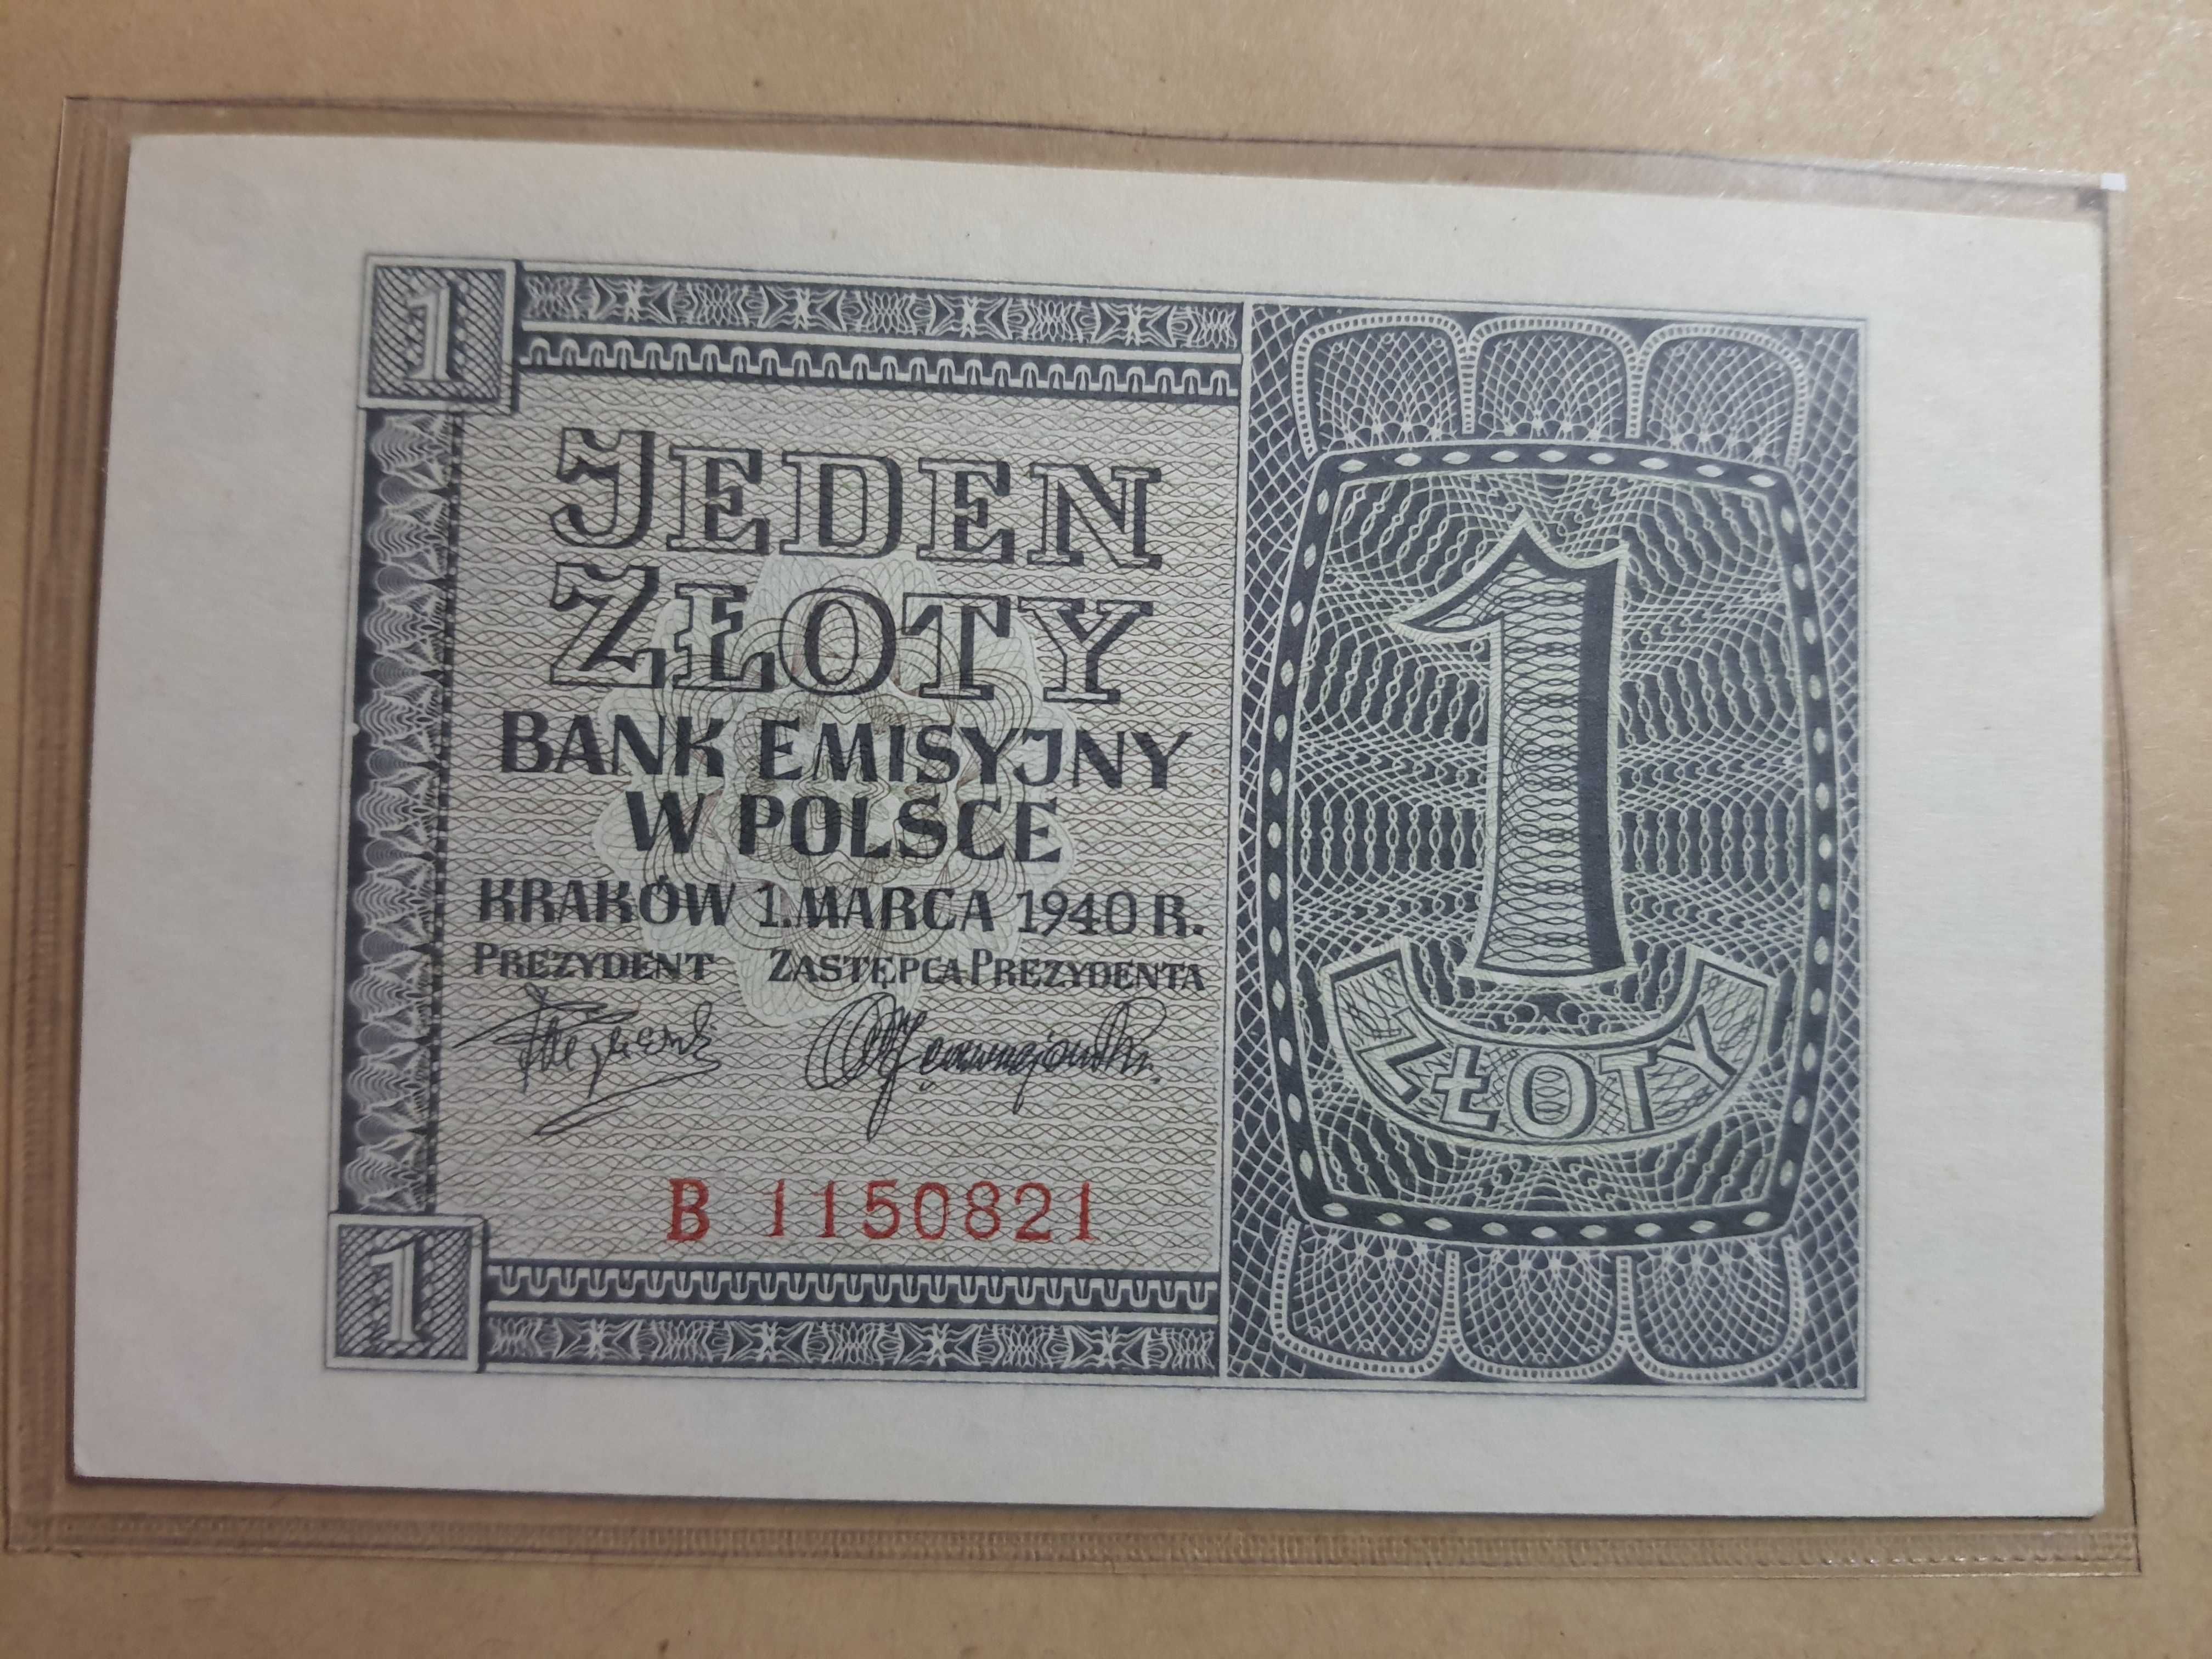 1
JEDEN
ZŁOTY
BANK EMISYJNY
W POLSCE
KRAKÓW 1. MARCA 1940 R.
PREZYDENT ZASTĘPCA PREZYDENTA
B 1150821
1
1
ZŁOTY